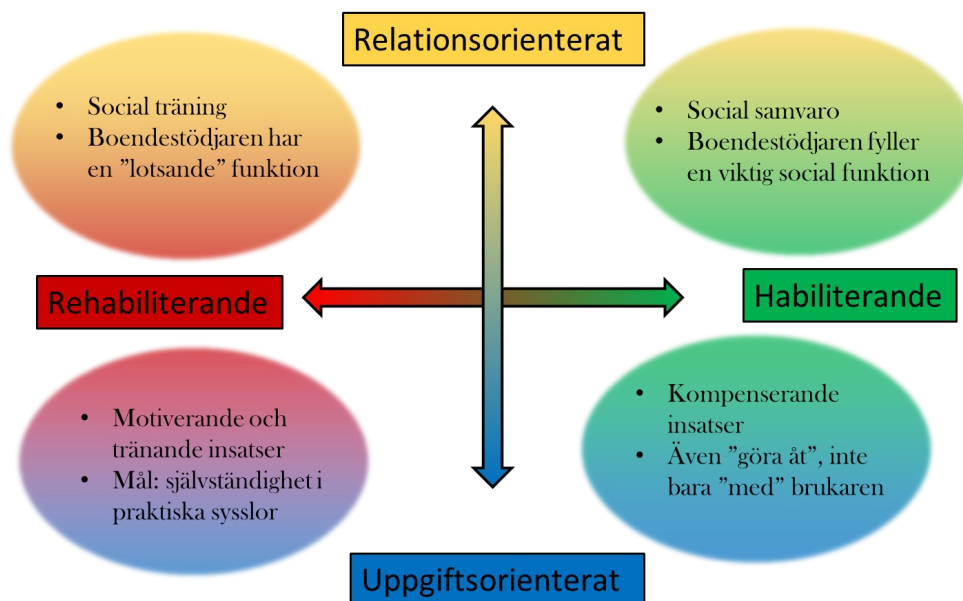 Relationsorienterat
• Social träning
• Boendestödjaren har
en ”lotsande” funktion
• Social samvaro
• Boendestödjaren fyller
en viktig social funktion
Rehabiliterande
Habiliterande
• Motiverande och
tränande insatser
• Mål: självständighet i
praktiska sysslor
• Kompenserande
insatser
• Även ”göra åt”, inte
bara ”med” brukaren
Uppgiftsorienterat